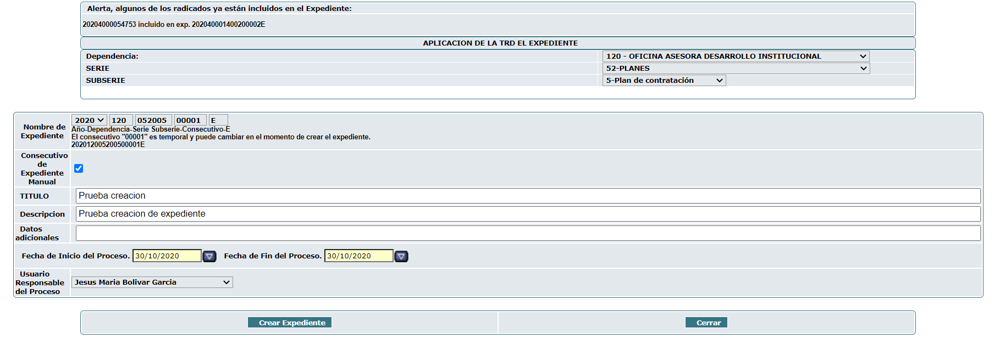 Alerta, algunos de los radicados ya están incluidos en el Expediente:
20204000054753 incluido en exp. 202040001400200002E
APLICACION DE LA TRD EL EXPEDIENTE
Dependencia: 120 - OFICINA ASESORA DESARROLLO INSTITUCIONAL
SERIE 52-PLANES
SUBSERIE 5-Plan de contratación
Nombre de Expediente 2020 120 052005 00001 E
Año-Dependencia-Serie Subserie-Consecutivo-E
El consecutivo "00001" es temporal y puede cambiar en el momento de crear el expediente.
202012005200500001E
Consecutivo
de
Expediente
Manual
TITULO Prueba creacion
Descripcion Prueba creacion de expediente
Datos
adicionales
Fecha de Inicio del Proceso. 30/10/2020 Fecha de Fin del Proceso. 30/10/2020
Usuario
Responsable
del Proceso
Jesus Maria Bolivar Garcia
Crear Expediente Cerrar